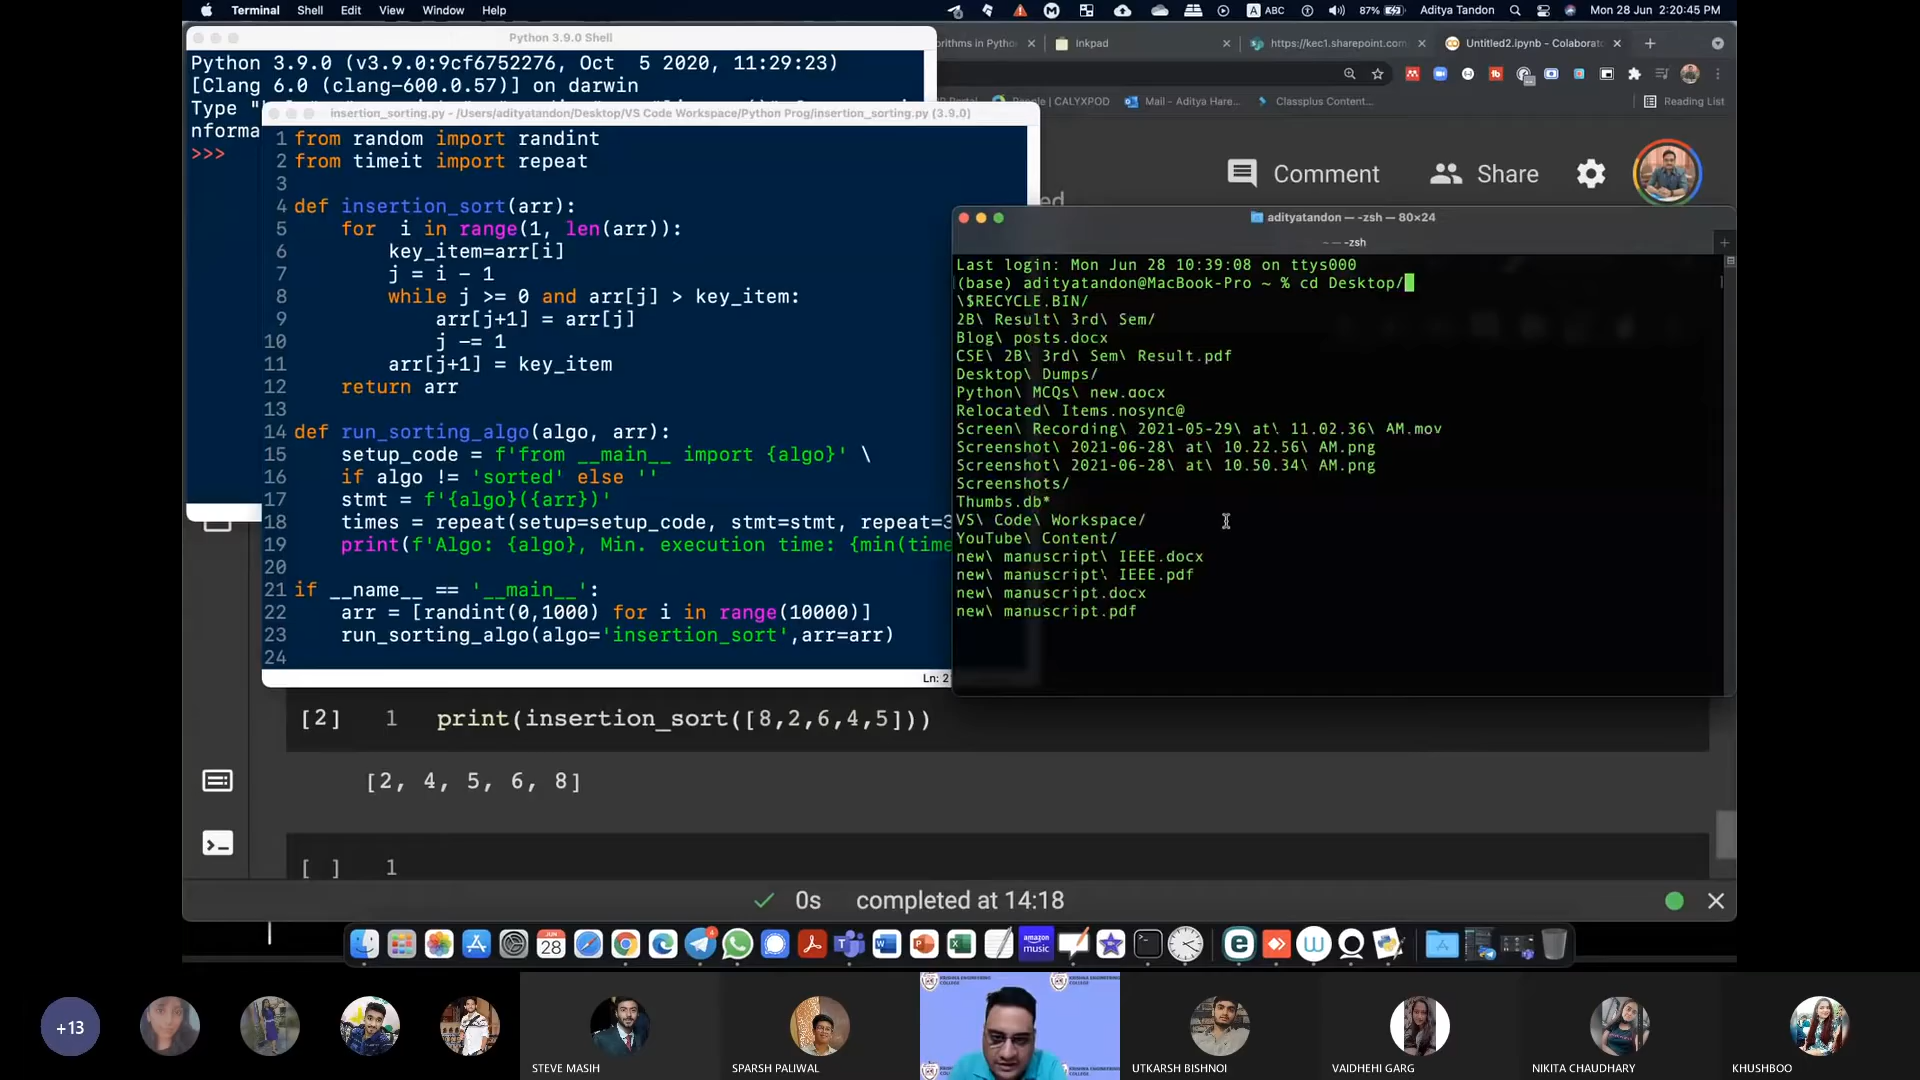 Terminal Shell Edit View Window Help
ABC 87% Aditya Tandon Mon 28 Jun 2:20:45 PM
Python 3.9.0 Shell
Python 3.9.0 (v3.9.0:9cf6752276, Oct 5 2020, 11:29:23)
[Clang 6.0 (clang-600.0.57)] on darwin
Type
nforma
>>>
Inkpad
https://kec1.sharepoint.com
Untitled2.ipynb - Colaborat
CALYXPOD
Mail - Aditya Hare...
Classplus Content...
Reading List
Comment
Share
insertion_sorting.py - /Users/adityatandon/Desktop/VS Code Workspace/Python Prog/insertion_sorting.py (3.9.0)
1 from random import randint
2 from timeit import repeat
3
4 def insertion_sort(arr):
5 for i in range(1, len(arr)):
6 key_item=arr[i]
7 j = i - 1
8 while j >= 0 and arr[j] > key_item:
9 arr[j+1] = arr[j]
10 j -= 1
11 arr[j+1] = key_item
12 return arr
13
14 def run_sorting_algo(algo, arr):
15 setup_code = f'from __main__ import {algo}' \
16 if algo != 'sorted' else ''
17 stmt = f'{algo}({arr})'
18 times = repeat(setup=setup_code, stmt=stmt, repeat=3
19 print(f'Algo: {algo}, Min. execution time: {min(time
20
21 if __name__ == '__main__':
22 arr = [randint(0,1000) for i in range(10000)]
23 run_sorting_algo(algo='insertion_sort',arr=arr)
24
Ln: 2
adityatandon — -zsh — 80×24
~ — -zsh
Last login: Mon Jun 28 10:39:08 on ttys000
(base) adityatandon@MacBook-Pro ~ % cd Desktop/
\$RECYCLE.BIN/
2B\ Result\ 3rd\ Sem/
Blog\ posts.docx
CSE\ 2B\ 3rd\ Sem\ Result.pdf
Desktop\ Dumps/
Python\ MCQs\ new.docx
Relocated\ Items.nosync@
Screen\ Recording\ 2021-05-29\ at\ 11.02.36\ AM.mov
Screenshot\ 2021-06-28\ at\ 10.22.56\ AM.png
Screenshot\ 2021-06-28\ at\ 10.50.34\ AM.png
Screenshots/
Thumbs.db*
VS\ Code\ Workspace/
YouTube\ Content/
new\ manuscript\ IEEE.docx
new\ manuscript\ IEEE.pdf
new\ manuscript.docx
new\ manuscript.pdf
[2] 1 print(insertion_sort([8,2,6,4,5]))
[2, 4, 5, 6, 8]
[ ] 1
0s completed at 14:18
JUN
28
amazon
music
+13
STEVE MASIH
SPARSH PALIWAL
UTKARSH BISHNOI
VAIDHEHI GARG
NIKITA CHAUDHARY
KHUSHBOO